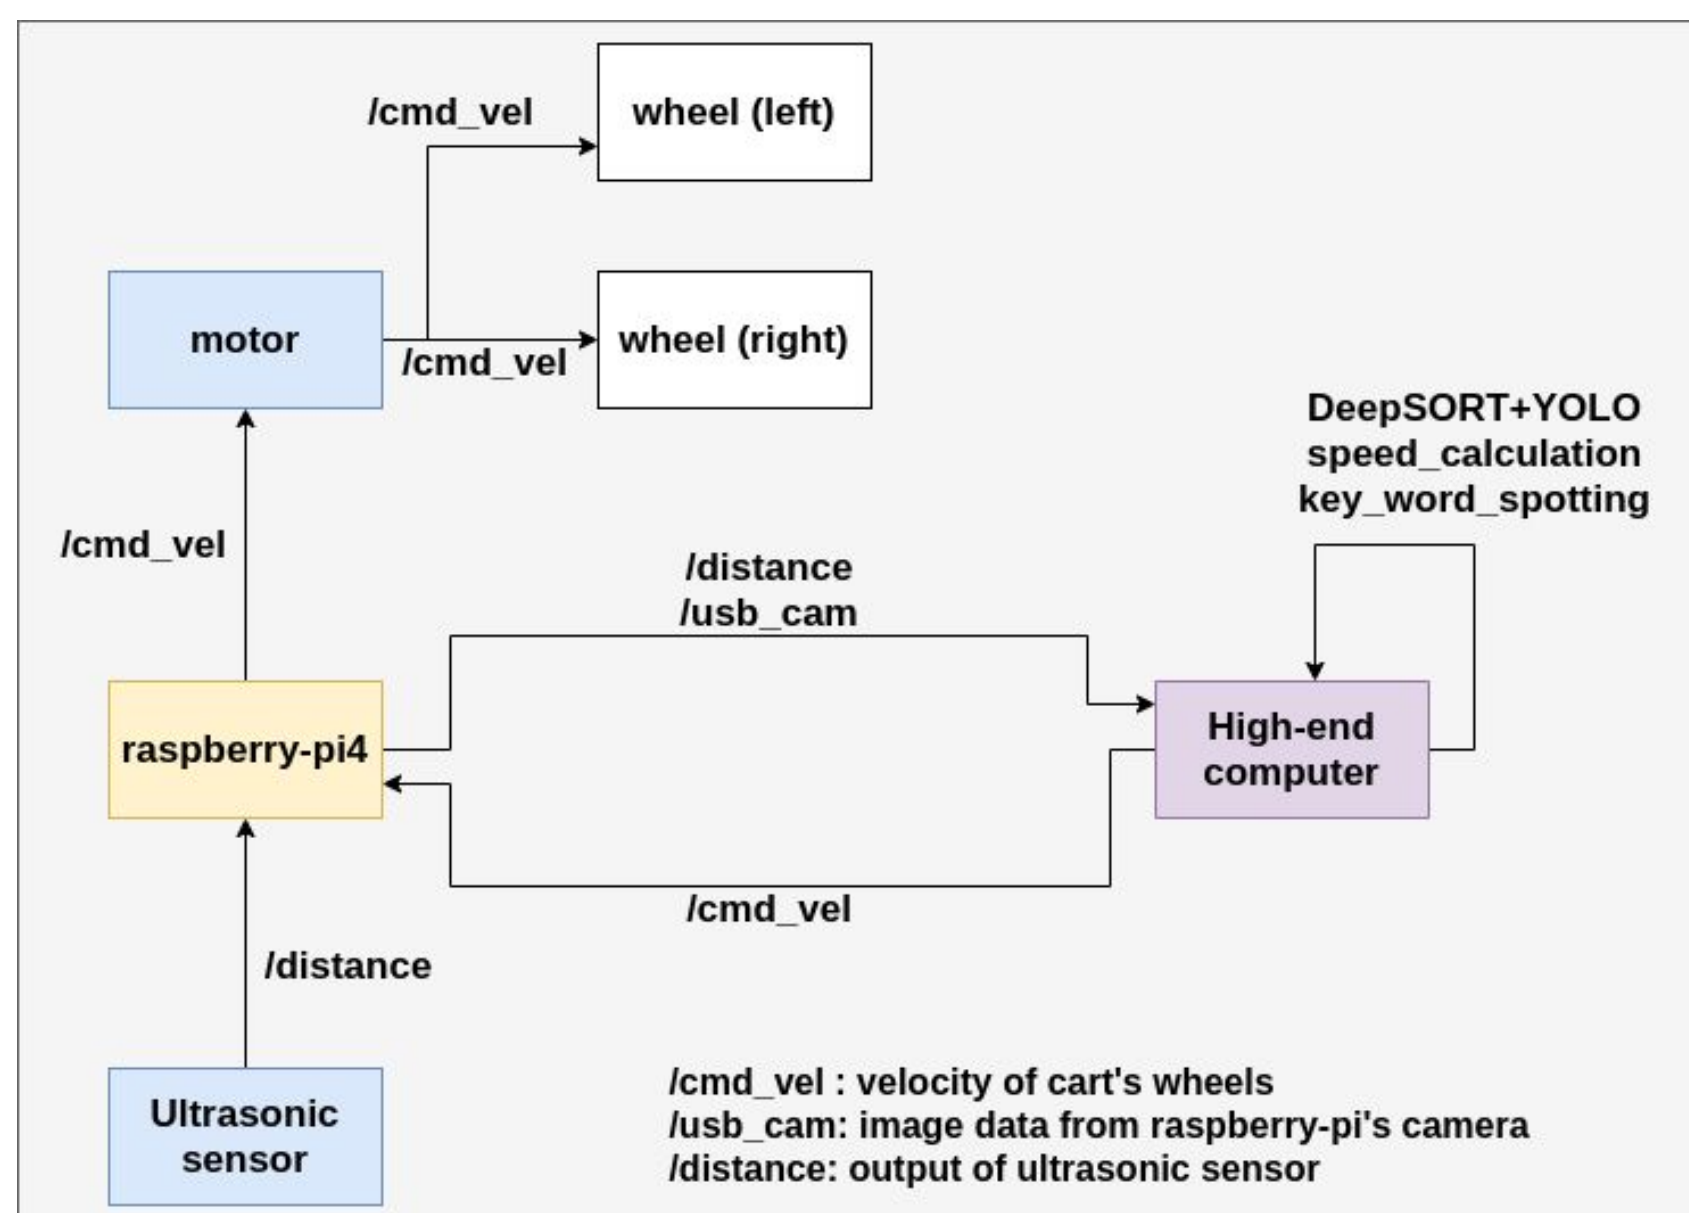 /cmd_vel
wheel (left)
motor
wheel (right)
/cmd_vel
DeepSORT+YOLO
speed_calculation
key_word_spotting
/cmd_vel
/distance
/usb_cam
raspberry-pi4
High-end
computer
/cmd_vel
/distance
Ultrasonic
sensor
/cmd_vel : velocity of cart's wheels
/usb_cam: image data from raspberry-pi's camera
/distance: output of ultrasonic sensor